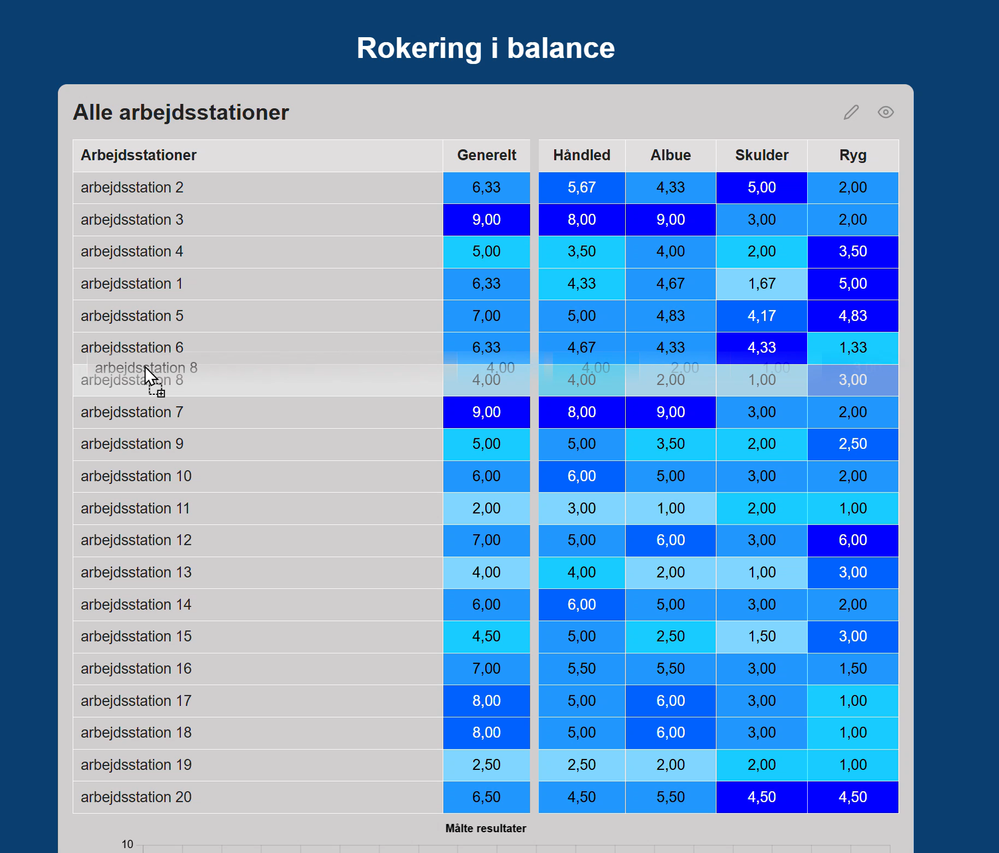 Rokering i balance
Alle arbejdsstationer
Arbejdsstationer Generelt Håndled Albue Skulder Ryg
arbejdsstation 2 6,33 5,67 4,33 5,00 2,00
arbejdsstation 3 9,00 8,00 9,00 3,00 2,00
arbejdsstation 4 5,00 3,50 4,00 2,00 3,50
arbejdsstation 1 6,33 4,33 4,67 1,67 5,00
arbejdsstation 5 7,00 5,00 4,83 4,17 4,83
arbejdsstation 6 6,33 4,67 4,33 4,33 1,33
arbejdsstation 8 4,00 4,00 2,00 1,00 3,00
arbejdsstation 8 4,00 4,00 2,00 1,00 3,00
arbejdsstation 7 9,00 8,00 9,00 3,00 2,00
arbejdsstation 9 5,00 5,00 3,50 2,00 2,50
arbejdsstation 10 6,00 6,00 5,00 3,00 2,00
arbejdsstation 11 2,00 3,00 1,00 2,00 1,00
arbejdsstation 12 7,00 5,00 6,00 3,00 6,00
arbejdsstation 13 4,00 4,00 2,00 1,00 3,00
arbejdsstation 14 6,00 6,00 5,00 3,00 2,00
arbejdsstation 15 4,50 5,00 2,50 1,50 3,00
arbejdsstation 16 7,00 5,50 5,50 3,00 1,50
arbejdsstation 17 8,00 5,00 6,00 3,00 1,00
arbejdsstation 18 8,00 5,00 6,00 3,00 1,00
arbejdsstation 19 2,50 2,50 2,00 2,00 1,00
arbejdsstation 20 6,50 4,50 5,50 4,50 4,50
Målte resultater
10